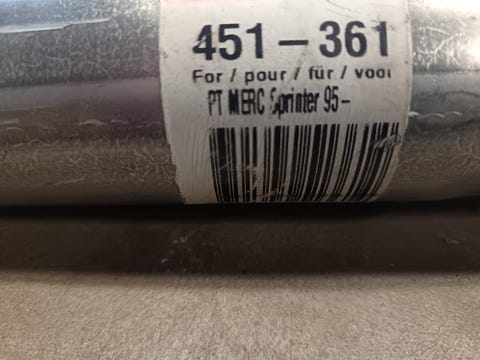 451-361
For / pour / für / voor
PT MERC Sprinter 95-